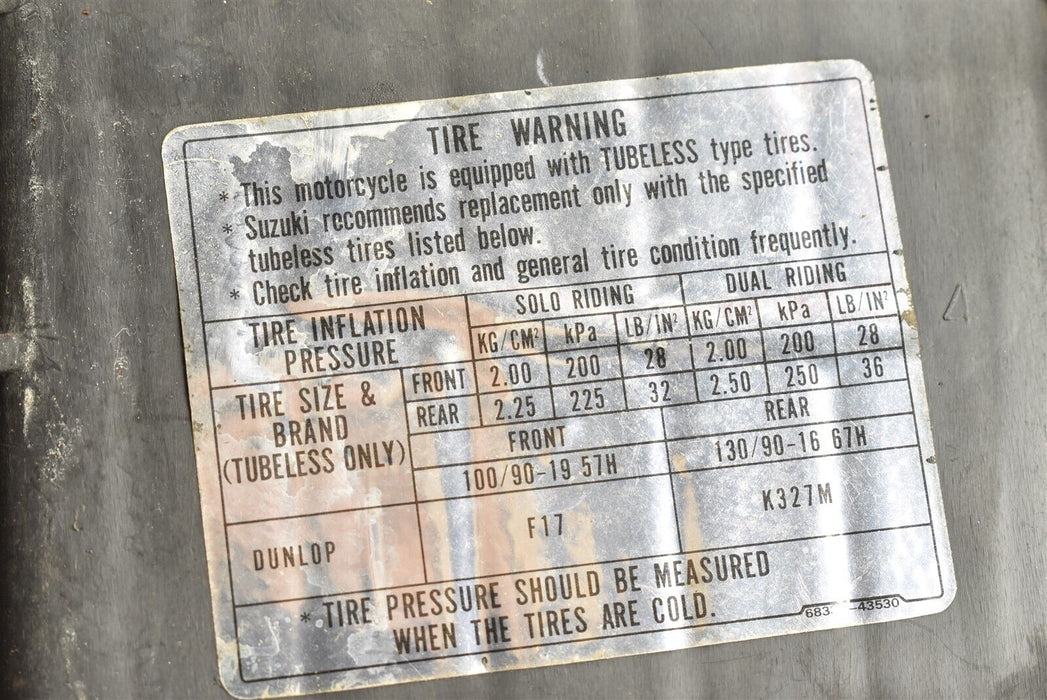 TIRE WARNING
* This motorcycle is equipped with TUBELESS type tires.
* Suzuki recommends replacement only with the specified
tubeless tires listed below.
* Check tire inflation and general tire condition frequently.
TIRE INFLATION
PRESSURE
SOLO RIDING DUAL RIDING
KG/CM² kPa LB/IN² KG/CM² kPa LB/IN²
FRONT 2.00 200 28 2.00 200 28
REAR 2.25 225 32 2.50 250 36
TIRE SIZE &
BRAND
(TUBELESS ONLY)
FRONT REAR
100/90-19 57H 130/90-16 67H
DUNLOP F17 K327M
* TIRE PRESSURE SHOULD BE MEASURED
WHEN THE TIRES ARE COLD.
683 -43530